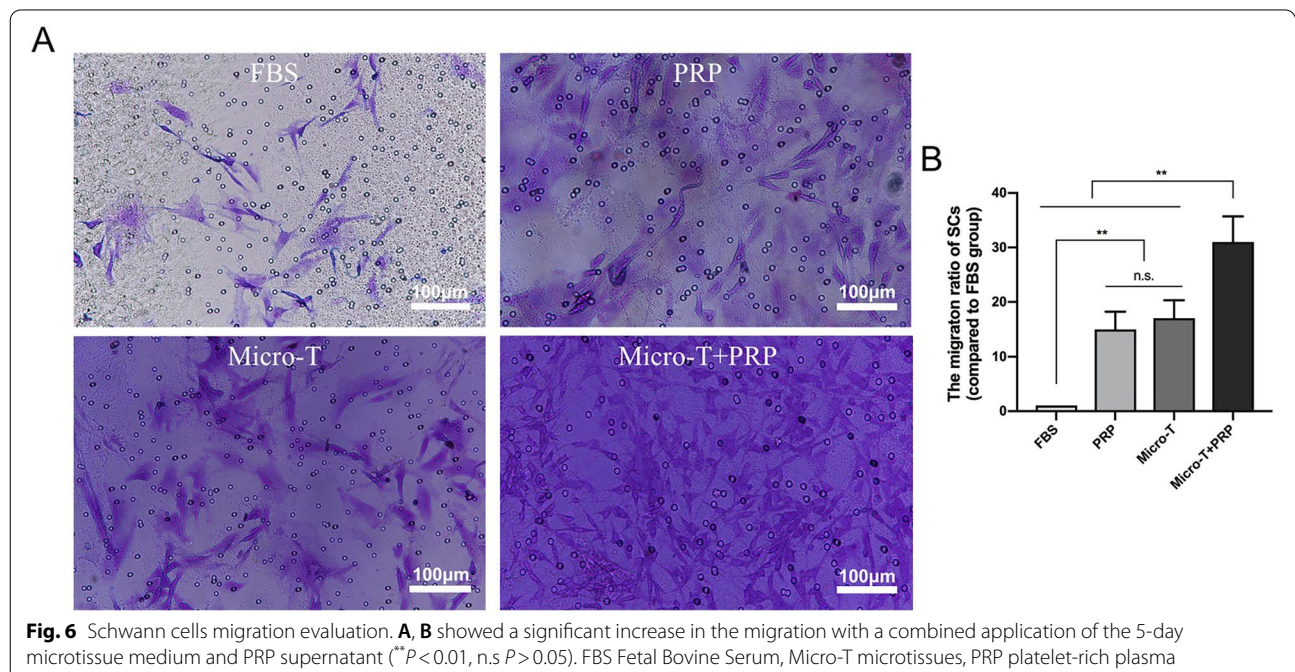 A
FBS
100µm
PRP
100µm
Micro-T
100µm
Micro-T+PRP
100µm
B
The migraton ratio of SCs
(compared to FBS group)
40
30
20
10
0
**
**
n.s.
FBS
PRP
Micro-T
Micro-T+PRP
Fig. 6 Schwann cells migration evaluation. A, B showed a significant increase in the migration with a combined application of the 5-day
microtissue medium and PRP supernatant (**P < 0.01, n.s P > 0.05). FBS Fetal Bovine Serum, Micro-T microtissues, PRP platelet-rich plasma